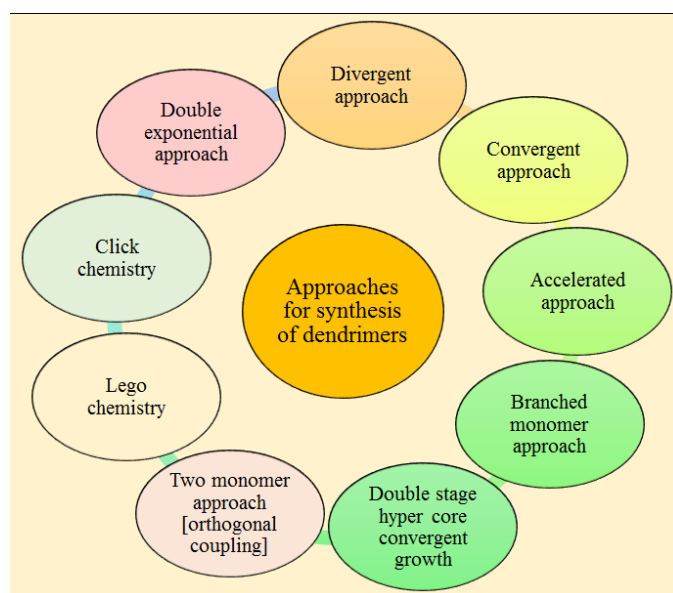 Approaches
for synthesis
of dendrimers
Divergent
approach
Convergent
approach
Accelerated
approach
Branched
monomer
approach
Double stage
hyper core
convergent
growth
Two monomer
approach
[orthogonal
coupling]
Lego
chemistry
Click
chemistry
Double
exponential
approach